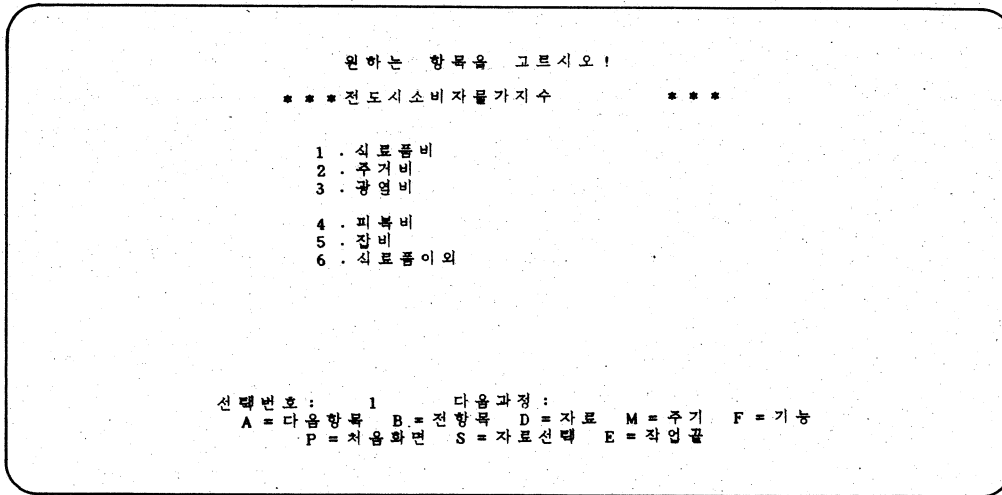 원하는 항목을 고르시오!
* * * 전도시소비자물가지수 * * *
1 . 식료품비
2 . 주거비
3 . 광열비
4 . 피복비
5 . 잡비
6 . 식료품이외
선택번호 : 1 다음과정 :
A = 다음항목 B = 전항목 D = 자료 M = 주기 F = 기능
P = 처음화면 S = 자료선택 E = 작업끝